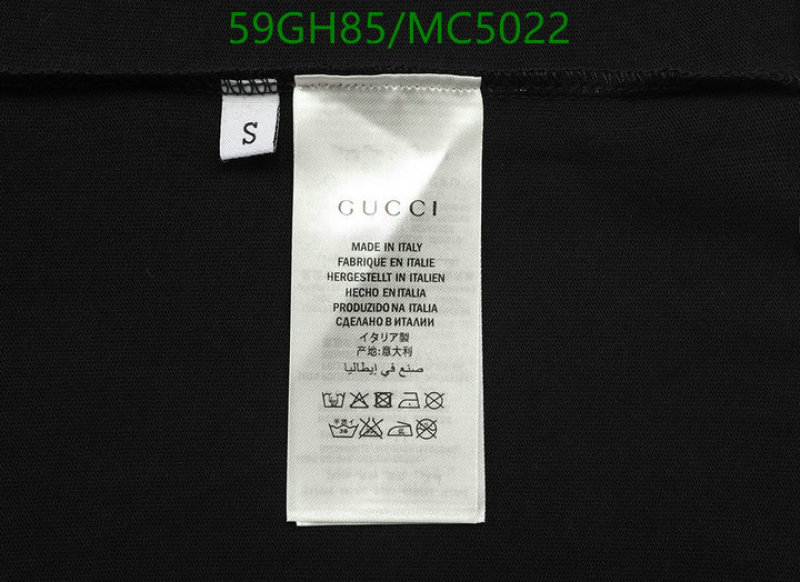 59GH85/MC5022
S
GUCCI
MADE IN ITALY
FABRIQUE EN ITALIE
HERGESTELLT IN ITALIEN
HECHO EN ITALIA
PRODUZIDO NA ITALIA
СДЕЛАНО В ИТАЛИИ
イタリア製
产地:意大利
صنع في إيطاليا